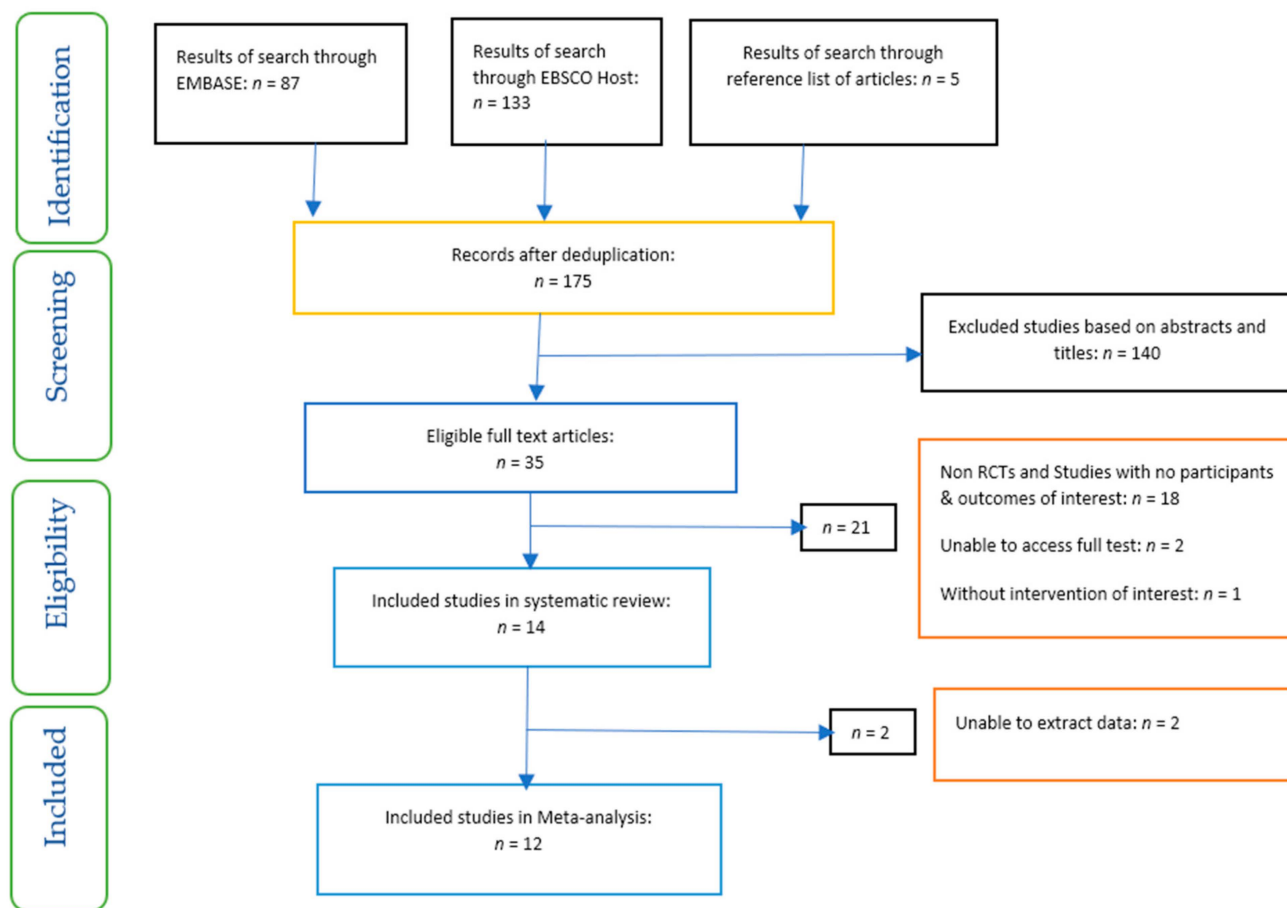 Identification
Results of search through
EMBASE: n = 87
Results of search
through EBSCO Host:
n = 133
Results of search through
reference list of articles: n = 5
Records after deduplication:
n = 175
Screening
Excluded studies based on abstracts and
titles: n = 140
Eligible full text articles:
n = 35
Eligibility
n = 21
Non RCTs and Studies with no participants
& outcomes of interest: n = 18
Unable to access full test: n = 2
Without intervention of interest: n = 1
Included studies in systematic review:
n = 14
Included
n = 2
Unable to extract data: n = 2
Included studies in Meta-analysis:
n = 12